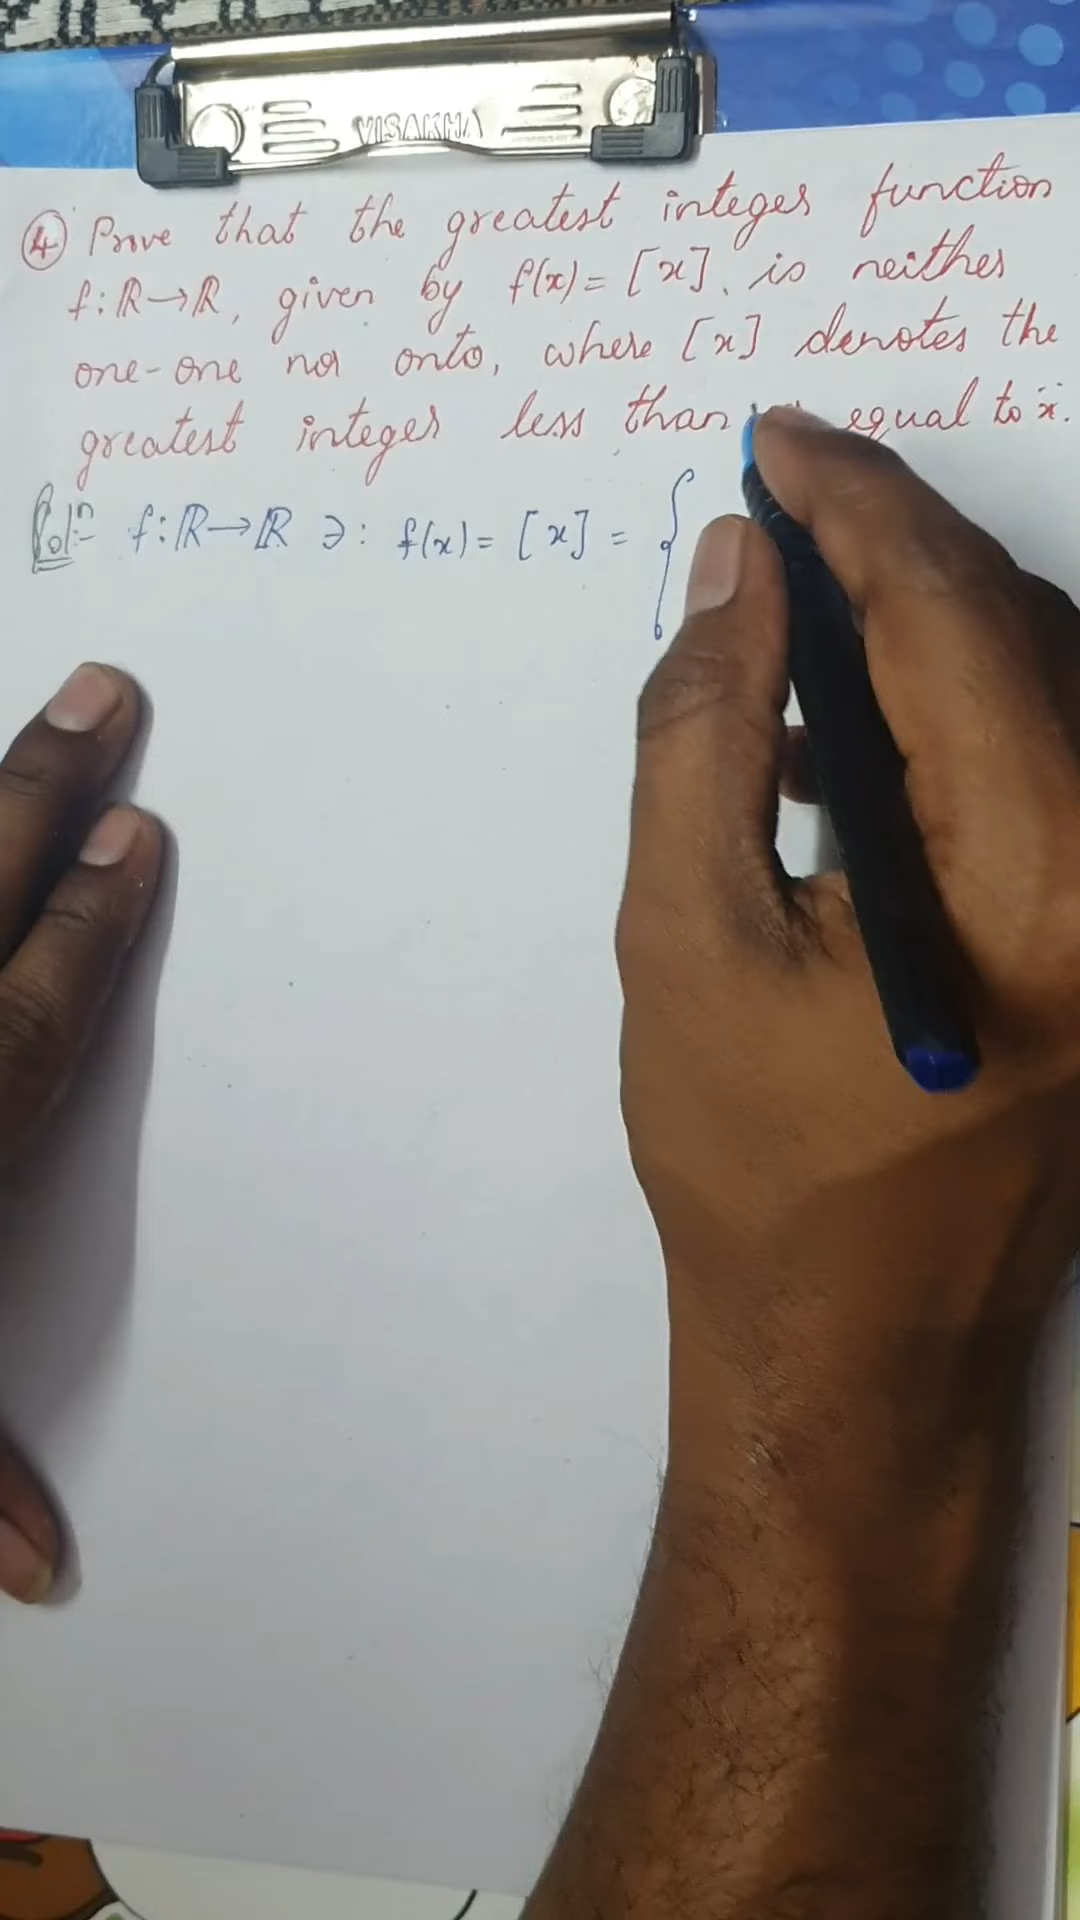 VISAKHA
④ Prove that the greatest integer function
f: ℝ→ℝ, given by f(x) = [x], is neither
one-one nor onto, where [x] denotes the
greatest integer less than equal to x.
Sol^n:- f: ℝ→ℝ ∋: f(x) = [x] = {